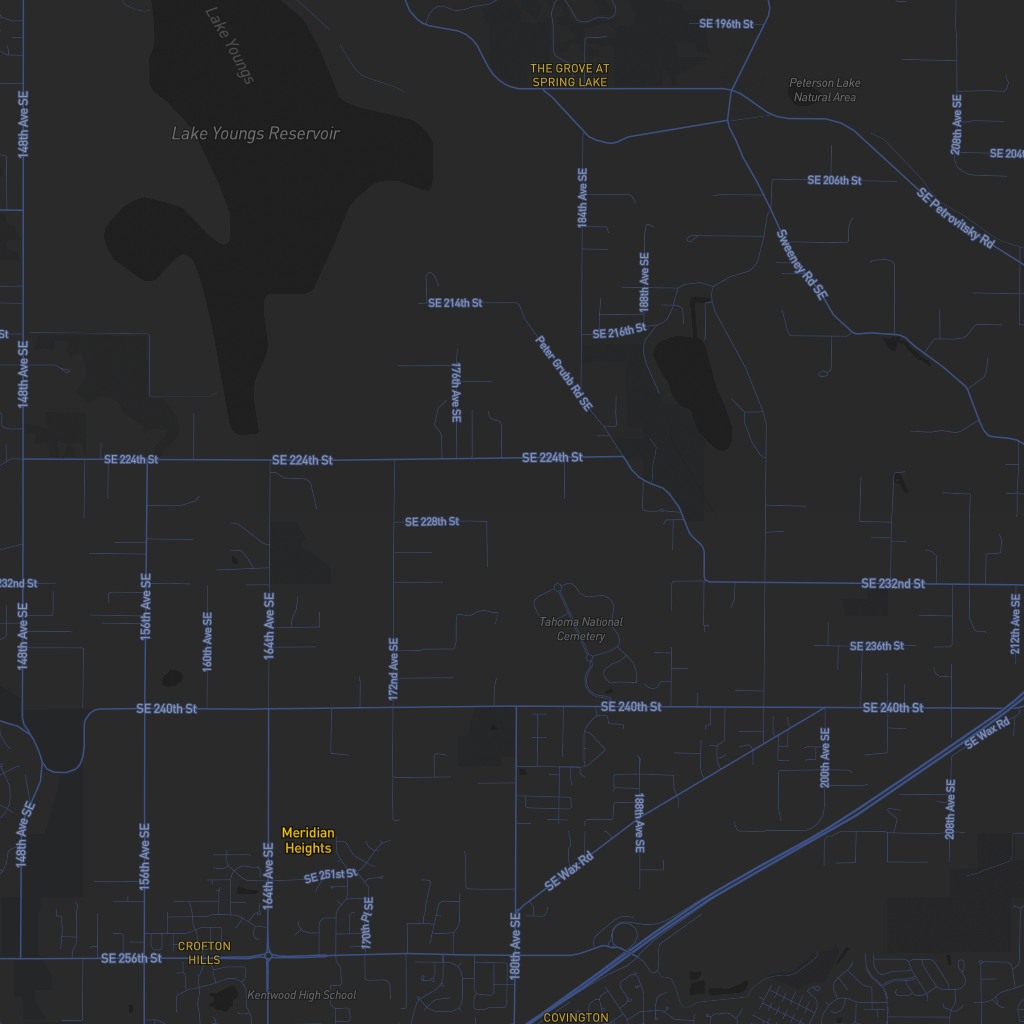 SE 196th St
Lake Youngs
THE GROVE AT
SPRING LAKE
Peterson Lake
Natural Area
148th Ave SE
208th Ave SE
Lake Youngs Reservoir
SE 204t
SE 206th St
184th Ave SE
SE Petrovitsky Rd
Sweeney Rd SE
188th Ave SE
SE 214th St
St
SE 216th St
148th Ave SE
Peter Grubb Rd SE
176th Ave SE
SE 224th St
SE 224th St
SE 224th St
SE 228th St
232nd St
SE 232nd St
148th Ave SE
156th Ave SE
160th Ave SE
164th Ave SE
172nd Ave SE
Tahoma National
Cemetery
212th Ave SE
SE 236th St
SE 240th St
SE 240th St
SE 240th St
SE Wax Rd
200th Ave SE
208th Ave SE
188th Ave SE
148th Ave SE
156th Ave SE
164th Ave SE
Meridian
Heights
SE 251st St
SE Wax Rd
170th Pl SE
180th Ave SE
CROFTON
HILLS
SE 256th St
Kentwood High School
COVINGTON